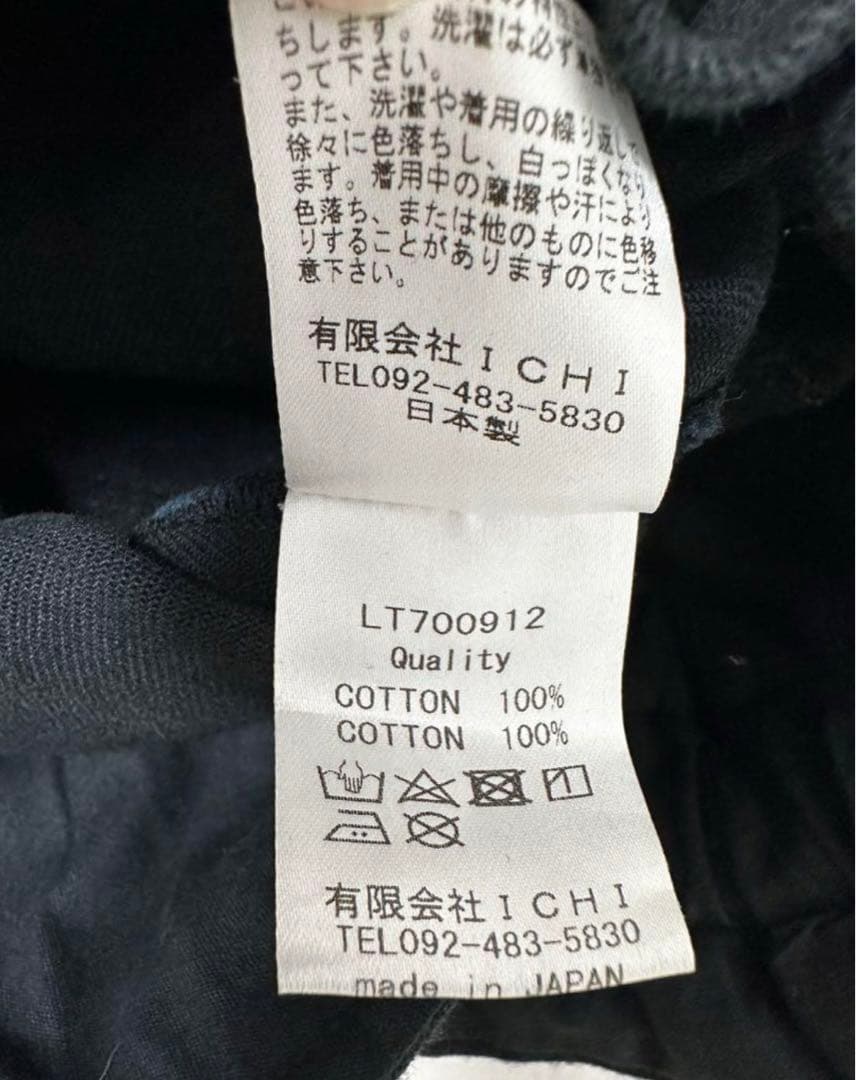 ちします。洗濯は必ず
って下さい。
また、洗濯や着用の繰り返しで
徐々に色落ちし、白っぽくなり
ます。着用中の摩擦や汗により
色落ち、または他のものに色移
りすることがありますのでご注
意下さい。
有限会社ICHI
TEL092-483-5830
日本製
LT700912
Quality
COTTON 100%
COTTON 100%
有限会社ICHI
TEL092-483-5830
made in JAPAN